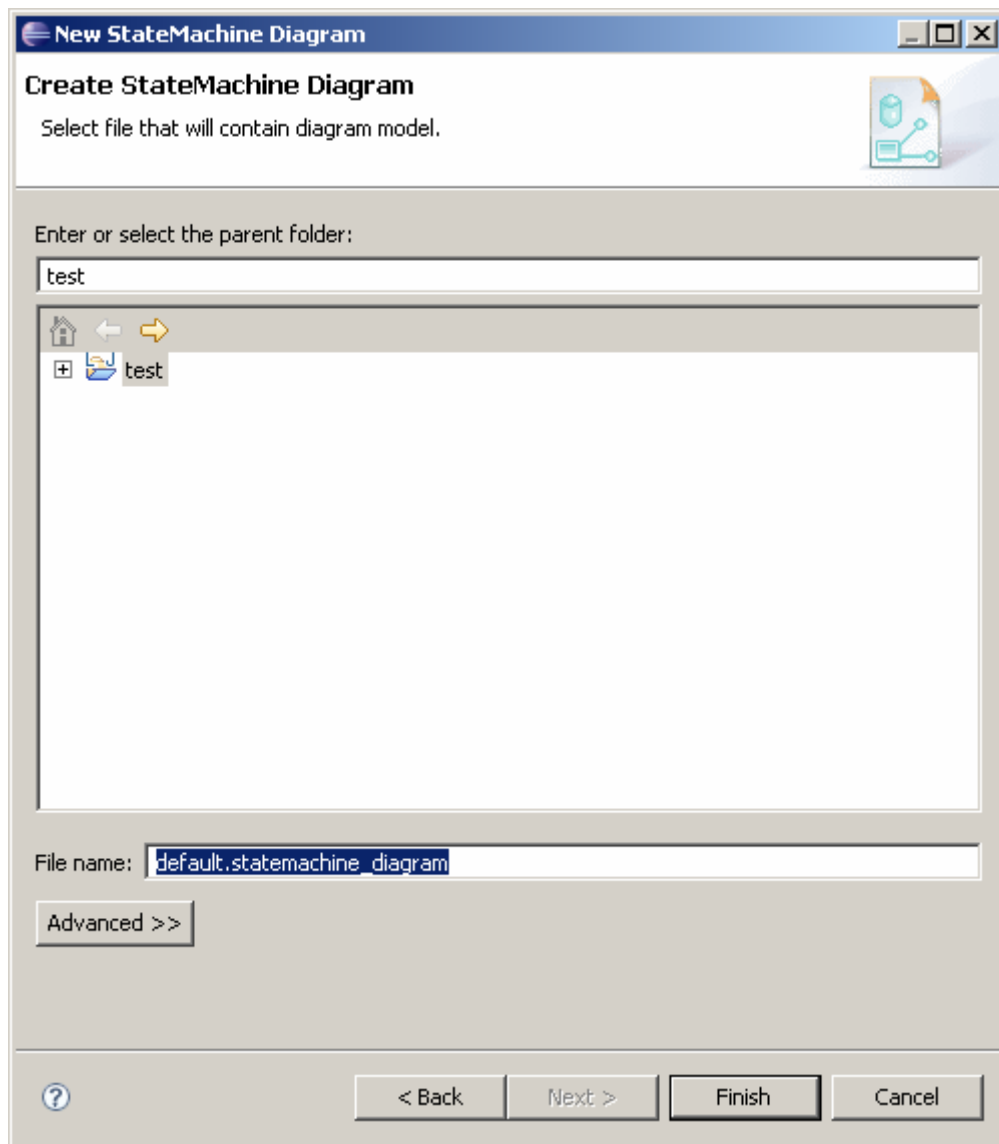 New StateMachine Diagram
Create StateMachine Diagram
Select file that will contain diagram model.
Enter or select the parent folder:
test
test
File name: default.statemachine_diagram
Advanced >>
< Back Next > Finish Cancel